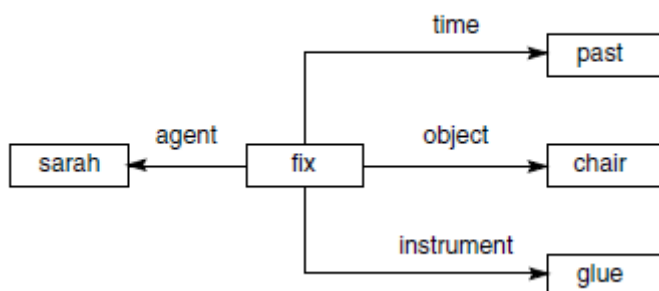 time
past
agent
object
sarah
fix
chair
instrument
glue